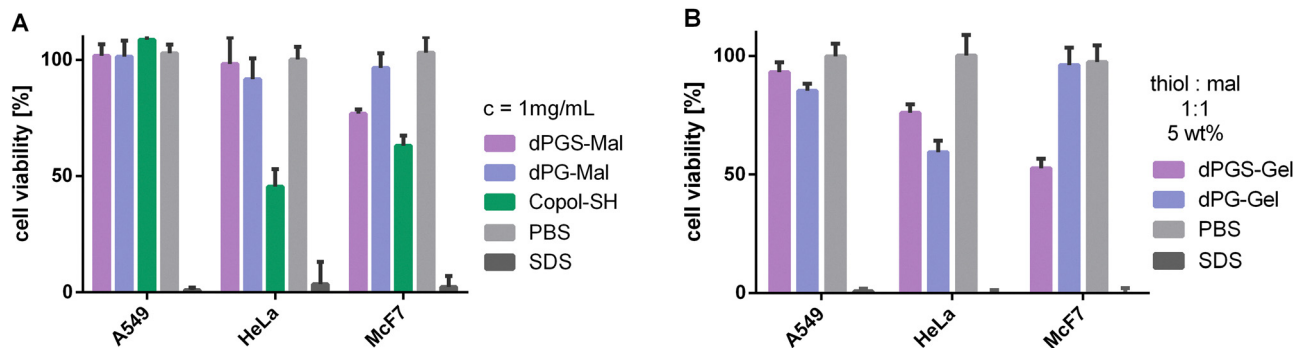 A
cell viability [%]
100
50
0
A549
HeLa
McF7
c = 1mg/mL
dPGS-Mal
dPG-Mal
Copol-SH
PBS
SDS
B
cell viability [%]
100
50
0
A549
HeLa
McF7
thiol : mal
1:1
5 wt%
dPGS-Gel
dPG-Gel
PBS
SDS